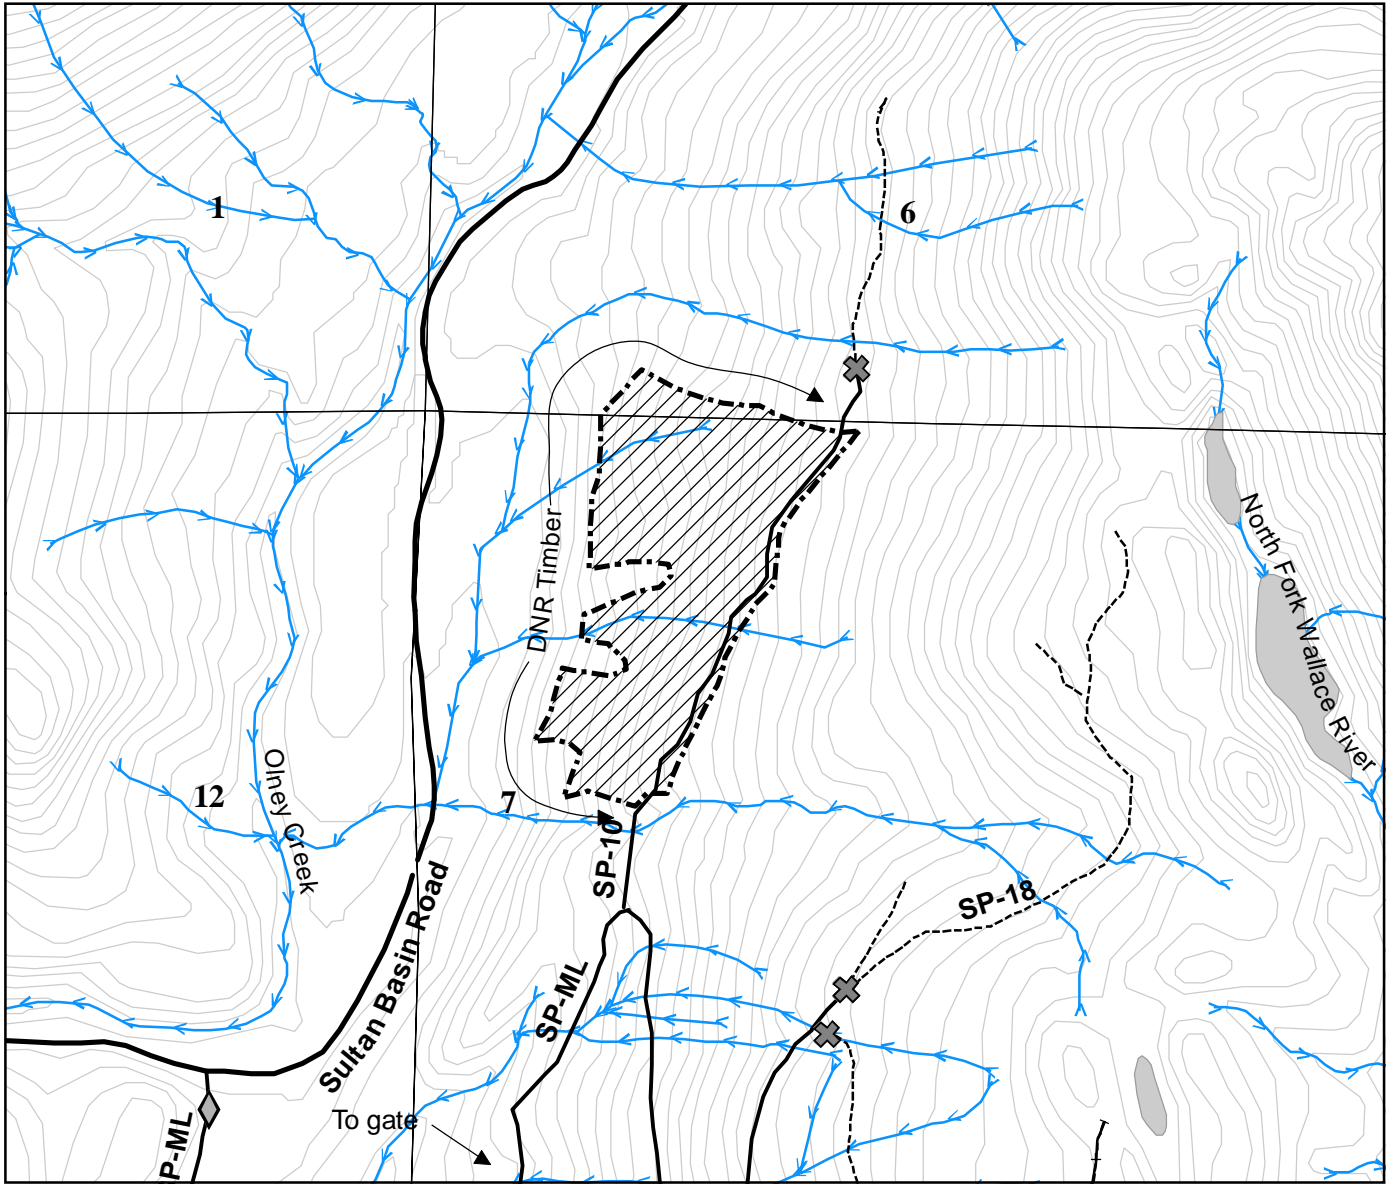 1
6
North Fork Wallace River
DNR Timber
12
7
Olney Creek
SP-10
SP-18
Sultan Basin Road
SP-ML
To gate
P-ML